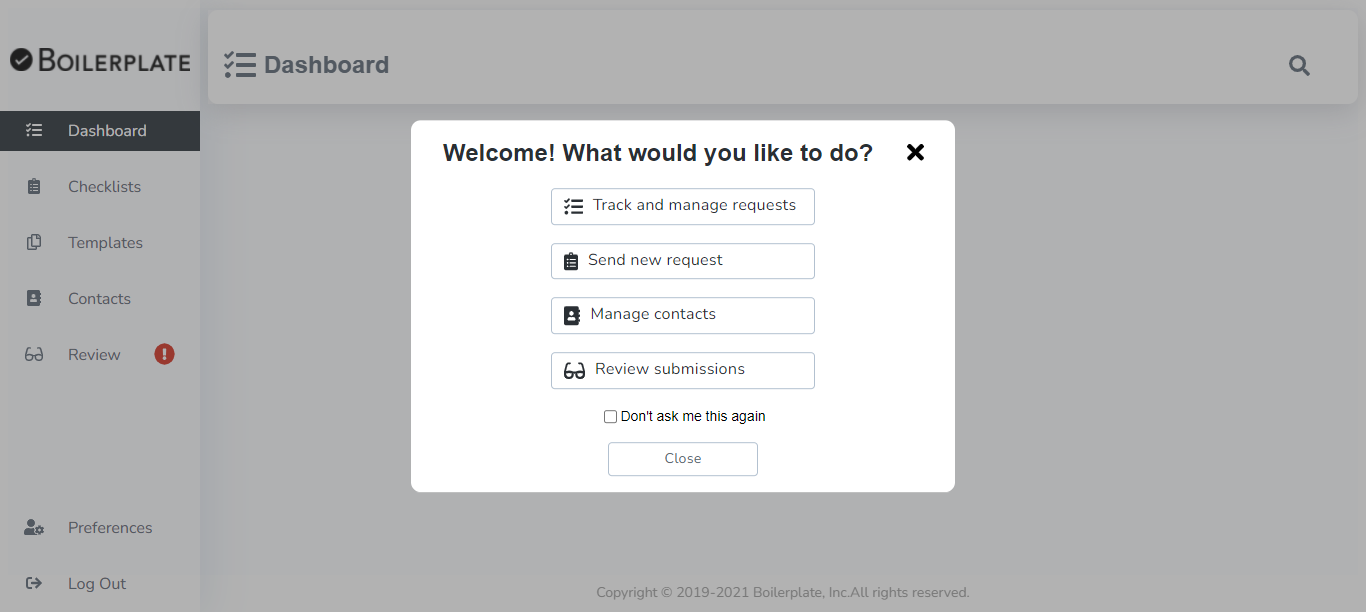 BOILERPLATE
Dashboard
Checklists
Templates
Contacts
Review
Preferences
Log Out
Dashboard
Welcome! What would you like to do?
Track and manage requests
Send new request
Manage contacts
Review submissions
Don't ask me this again
Close
Copyright © 2019-2021 Boilerplate, Inc.All rights reserved.